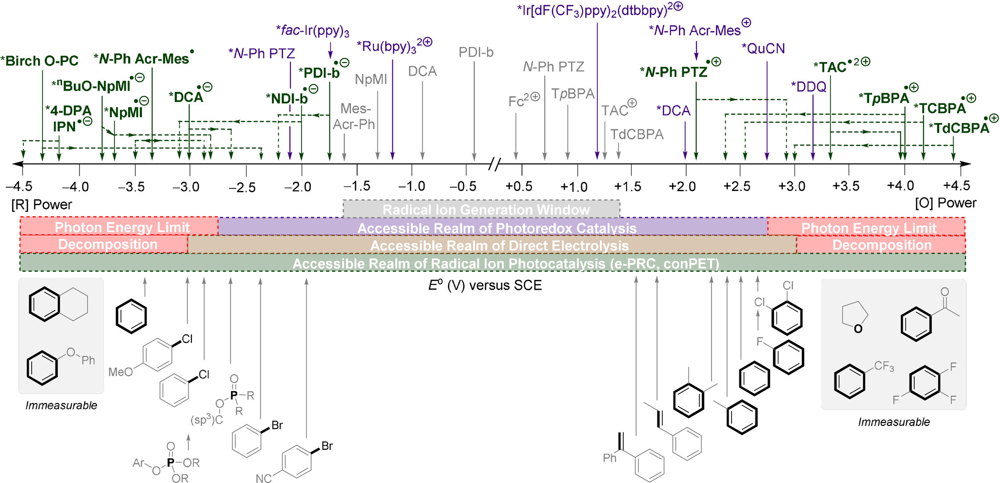 *Ir[dF(CF₃)ppy)₂(dtbbpy)²⊕
*fac-Ir(ppy)₃
*N-Ph Acr-Mes⊕
*Ru(bpy)₃²⊕
*QuCN
*N-Ph PTZ
PDI-b
*Birch O-PC
*N-Ph Acr-Mes•
*PDI-b•⊖
DCA
N-Ph PTZ
*N-Ph PTZ•⊕
*TAC•²⊕
*ⁿBuO-NpMI•⊖
NpMI
*DDQ
*DCA•⊖
*NDI-b•⊖
Fc²⊕
TpBPA
*TpBPA•⊕
*4-DPA
IPN•⊖
*NpMI•⊖
Mes-
Acr-Ph
TAC⊕
*DCA
*TCBPA•⊕
TdCBPA
*TdCBPA•⊕
–4.5 –4.0 –3.5 –3.0 –2.5 –2.0 –1.5 –1.0 –0.5 +0.5 +1.0 +1.5 +2.0 +2.5 +3.0 +3.5 +4.0 +4.5
[R] Power
[O] Power
Radical Ion Generation Window
Photon Energy Limit
Accessible Realm of Photoredox Catalysis
Photon Energy Limit
Decomposition
Accessible Realm of Direct Electrolysis
Decomposition
Accessible Realm of Radical Ion Photocatalysis (e-PRC, conPET)
Eº (V) versus SCE
O
Ph
Immeasurable
Cl
MeO
Cl
O
P
R
O
R
(sp³)C
O
Ar
O
P
OR
OR
Br
Br
NC
Ph
Cl
Cl
F
O
O
CF₃
F
F
F
Immeasurable